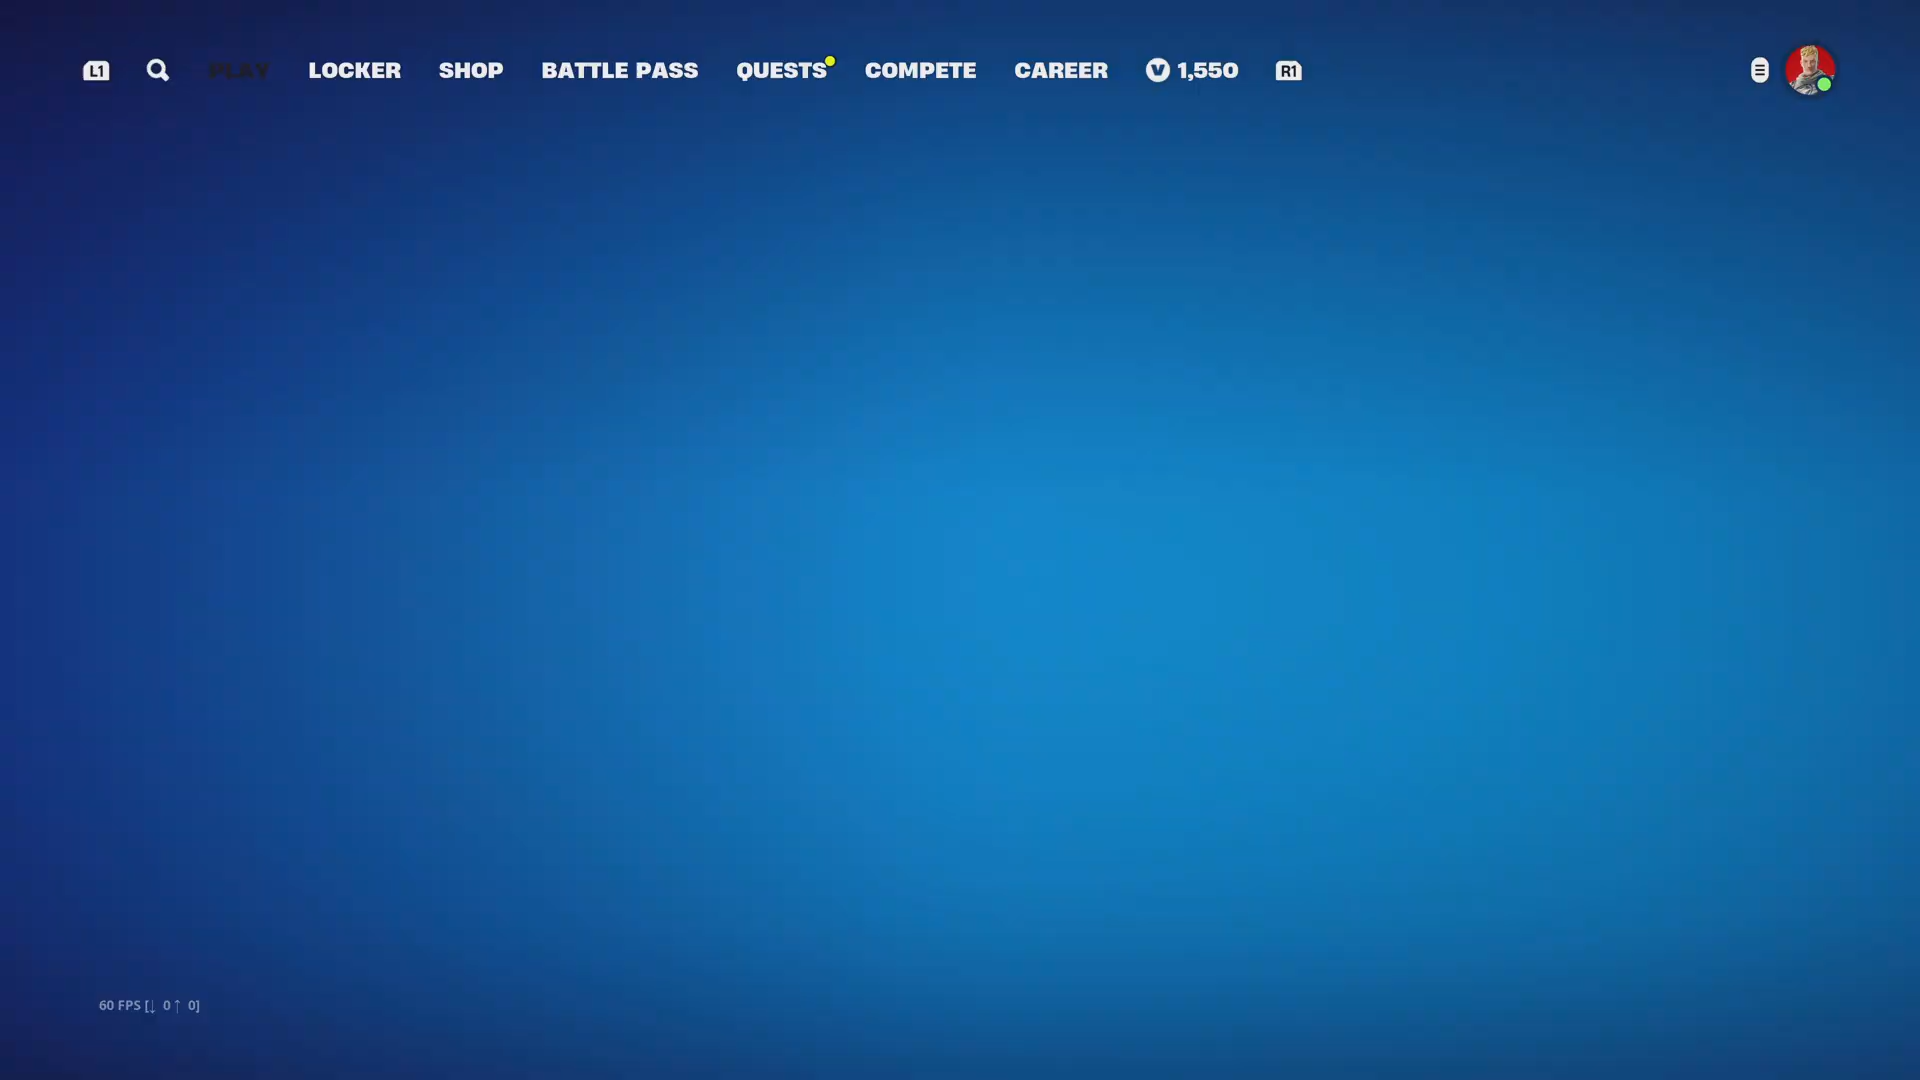 L1 PLAY LOCKER SHOP BATTLE PASS QUESTS COMPETE CAREER V 1,550 R1
60 FPS [↓ 0 ↑ 0]